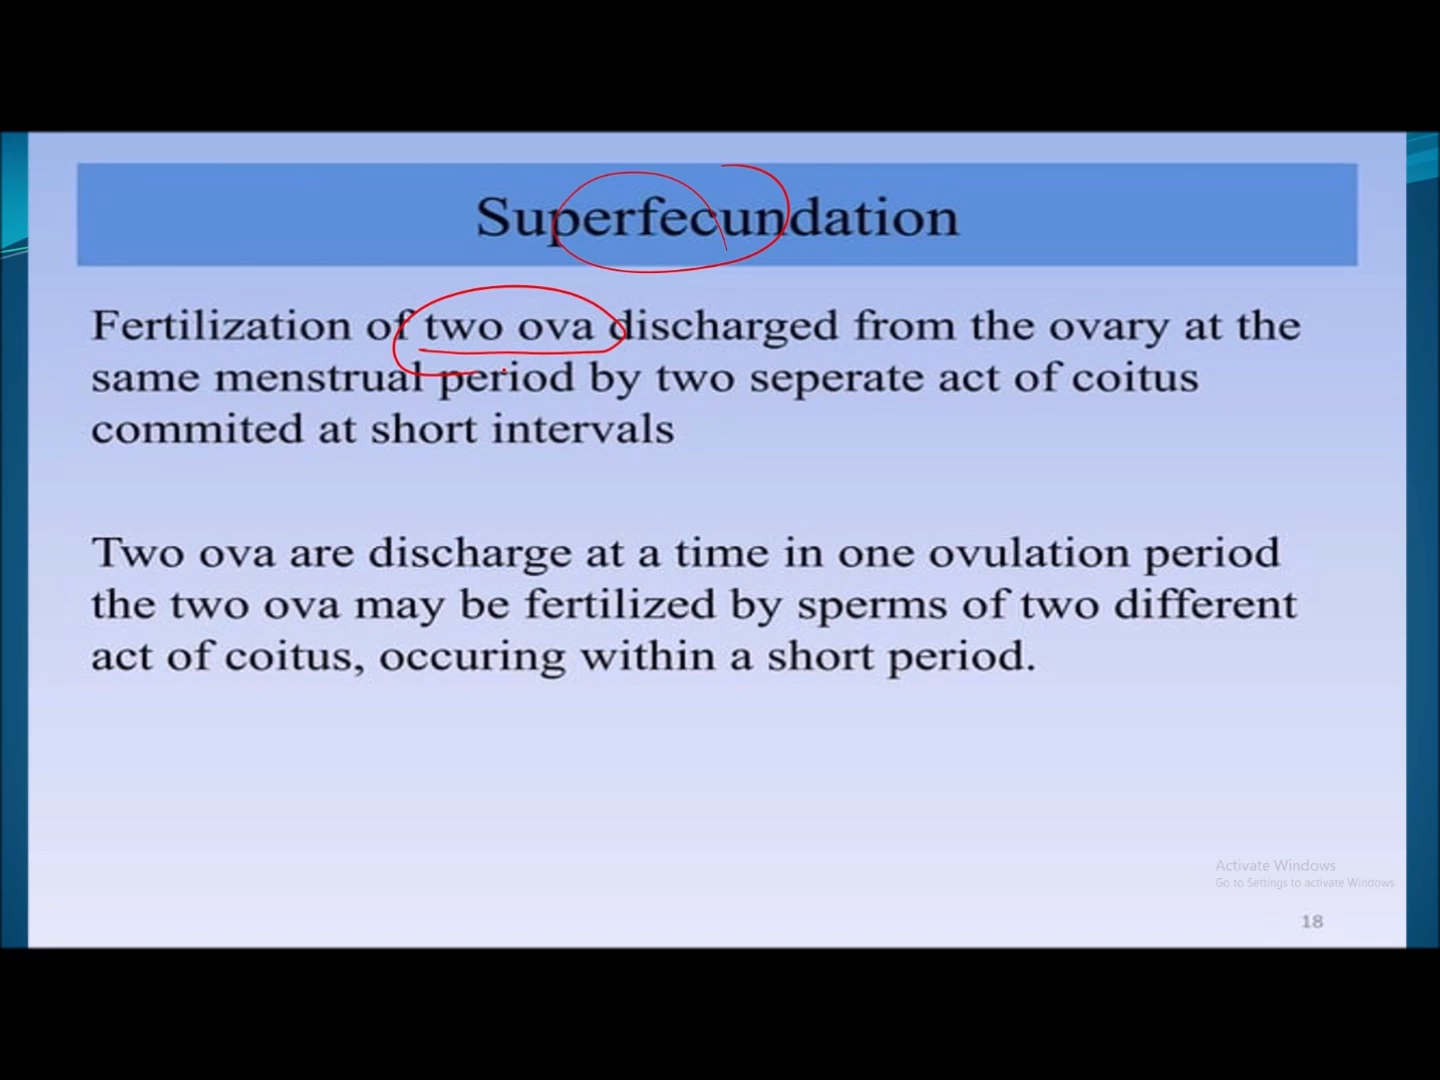 Superfecundation
Fertilization of two ova discharged from the ovary at the
same menstrual period by two seperate act of coitus
commited at short intervals
Two ova are discharge at a time in one ovulation period
the two ova may be fertilized by sperms of two different
act of coitus, occuring within a short period.
Activate Windows
Go to Settings to activate Windows.
18